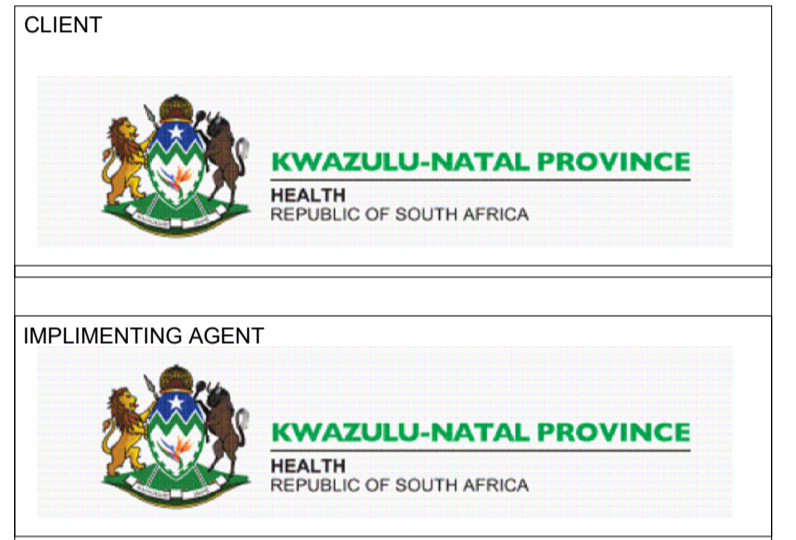 CLIENT
KWAZULU-NATAL PROVINCE
HEALTH
REPUBLIC OF SOUTH AFRICA
IMPLIMENTING AGENT
KWAZULU-NATAL PROVINCE
HEALTH
REPUBLIC OF SOUTH AFRICA